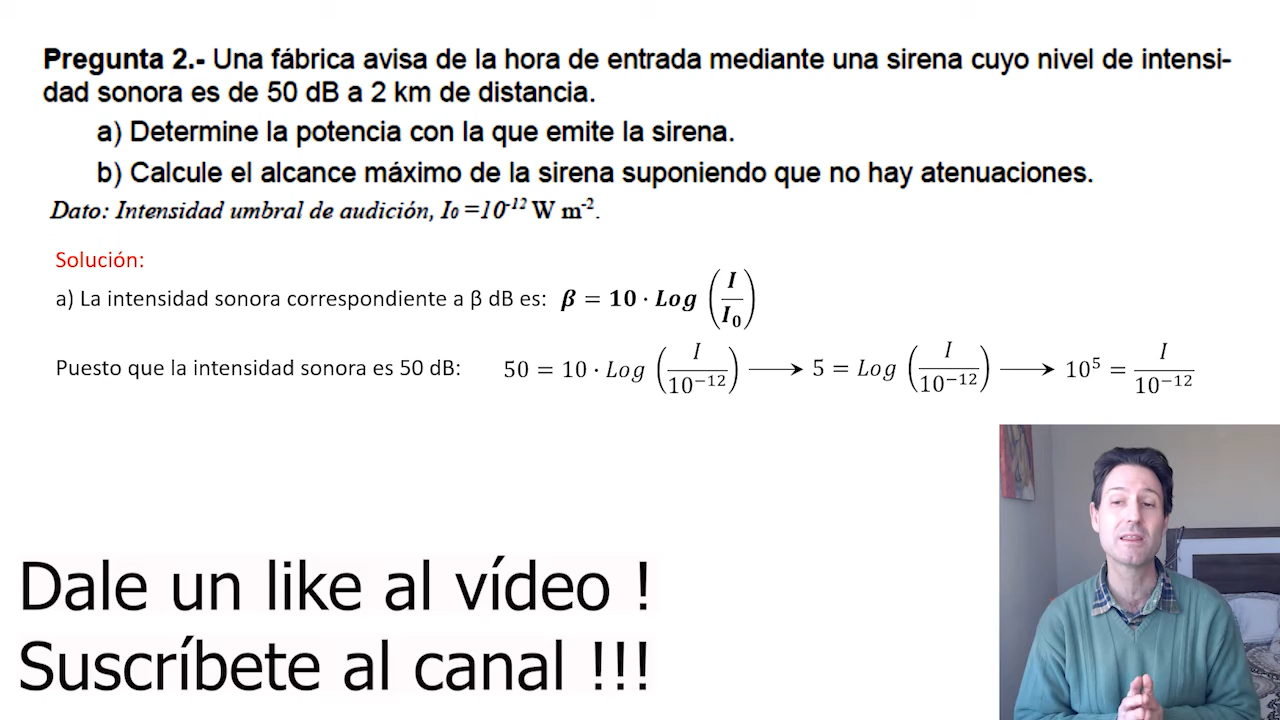 Pregunta 2.- Una fábrica avisa de la hora de entrada mediante una sirena cuyo nivel de intensi-
dad sonora es de 50 dB a 2 km de distancia.
a) Determine la potencia con la que emite la sirena.
b) Calcule el alcance máximo de la sirena suponiendo que no hay atenuaciones.
Dato: Intensidad umbral de audición, I₀ =10⁻¹² W m⁻².
Solución:
a) La intensidad sonora correspondiente a β dB es: β = 10 · Log (I/I₀)
Puesto que la intensidad sonora es 50 dB: 50 = 10 · Log (I/10⁻¹²) ⟶ 5 = Log (I/10⁻¹²) ⟶ 10⁵ = I/10⁻¹²
Dale un like al vídeo !
Suscríbete al canal !!!